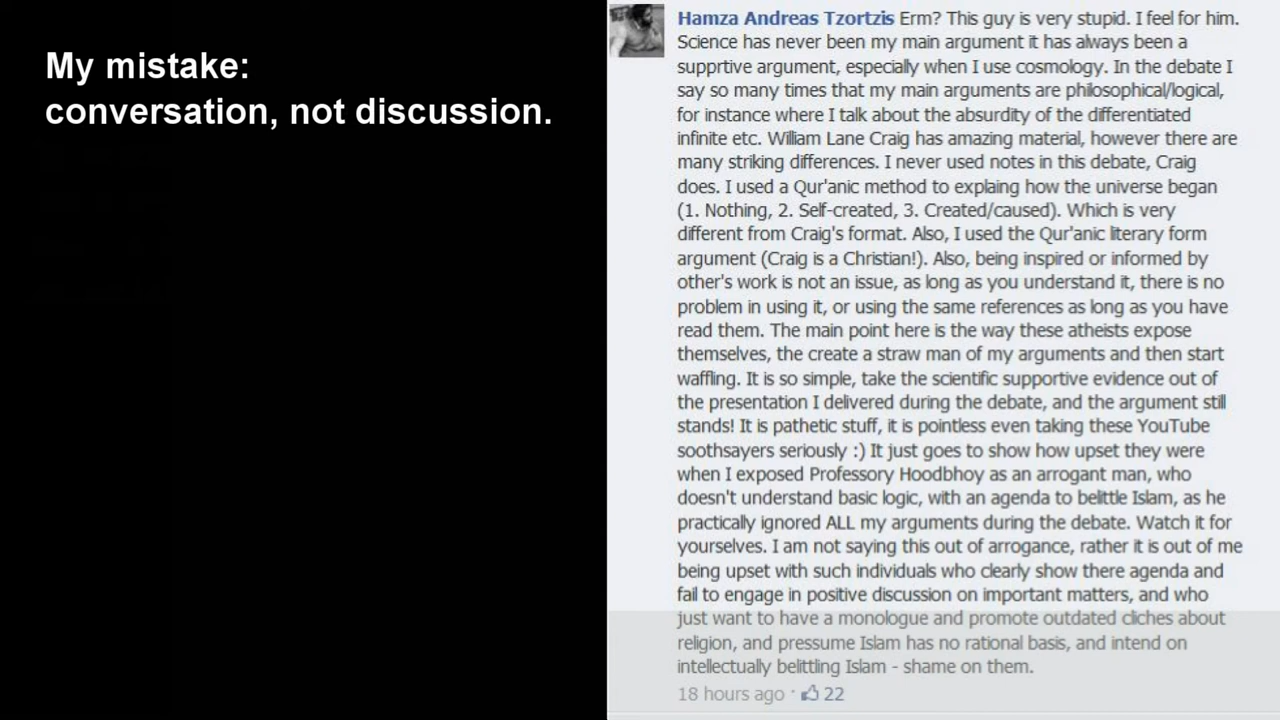 My mistake:
conversation, not discussion.
Hamza Andreas Tzortzis Erm? This guy is very stupid. I feel for him.
Science has never been my main argument it has always been a
supprtive argument, especially when I use cosmology. In the debate I
say so many times that my main arguments are philosophical/logical,
for instance where I talk about the absurdity of the differentiated
infinite etc. William Lane Craig has amazing material, however there are
many striking differences. I never used notes in this debate, Craig
does. I used a Qur'anic method to explaing how the universe began
(1. Nothing, 2. Self-created, 3. Created/caused). Which is very
different from Craig's format. Also, I used the Qur'anic literary form
argument (Craig is a Christian!). Also, being inspired or informed by
other's work is not an issue, as long as you understand it, there is no
problem in using it, or using the same references as long as you have
read them. The main point here is the way these atheists expose
themselves, the create a straw man of my arguments and then start
waffling. It is so simple, take the scientific supportive evidence out of
the presentation I delivered during the debate, and the argument still
stands! It is pathetic stuff, it is pointless even taking these YouTube
soothsayers seriously :) It just goes to show how upset they were
when I exposed Professory Hoodbhoy as an arrogant man, who
doesn't understand basic logic, with an agenda to belittle Islam, as he
practically ignored ALL my arguments during the debate. Watch it for
yourselves. I am not saying this out of arrogance, rather it is out of me
being upset with such individuals who clearly show there agenda and
fail to engage in positive discussion on important matters, and who
just want to have a monologue and promote outdated cliches about
religion, and pressume Islam has no rational basis, and intend on
intellectually belittling Islam - shame on them.
18 hours ago · 22